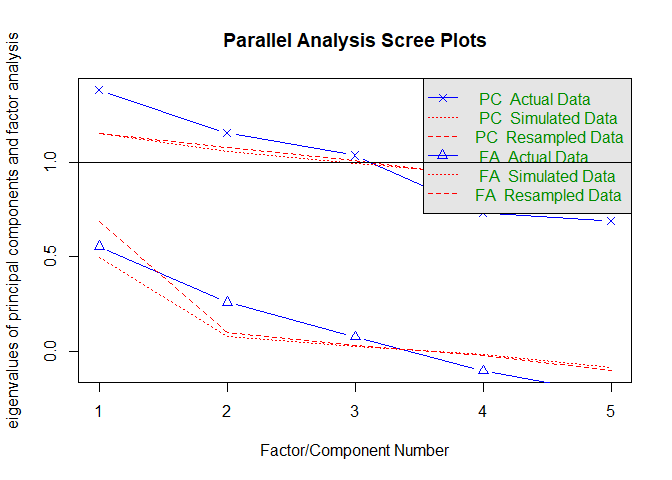 Parallel Analysis Scree Plots
eigenvalues of principal components and factor analysis
1.0
0.5
0.0
PC  Actual Data
PC  Simulated Data
PC  Resampled Data
FA  Actual Data
FA  Simulated Data
FA  Resampled Data
1 2 3 4 5
Factor/Component Number